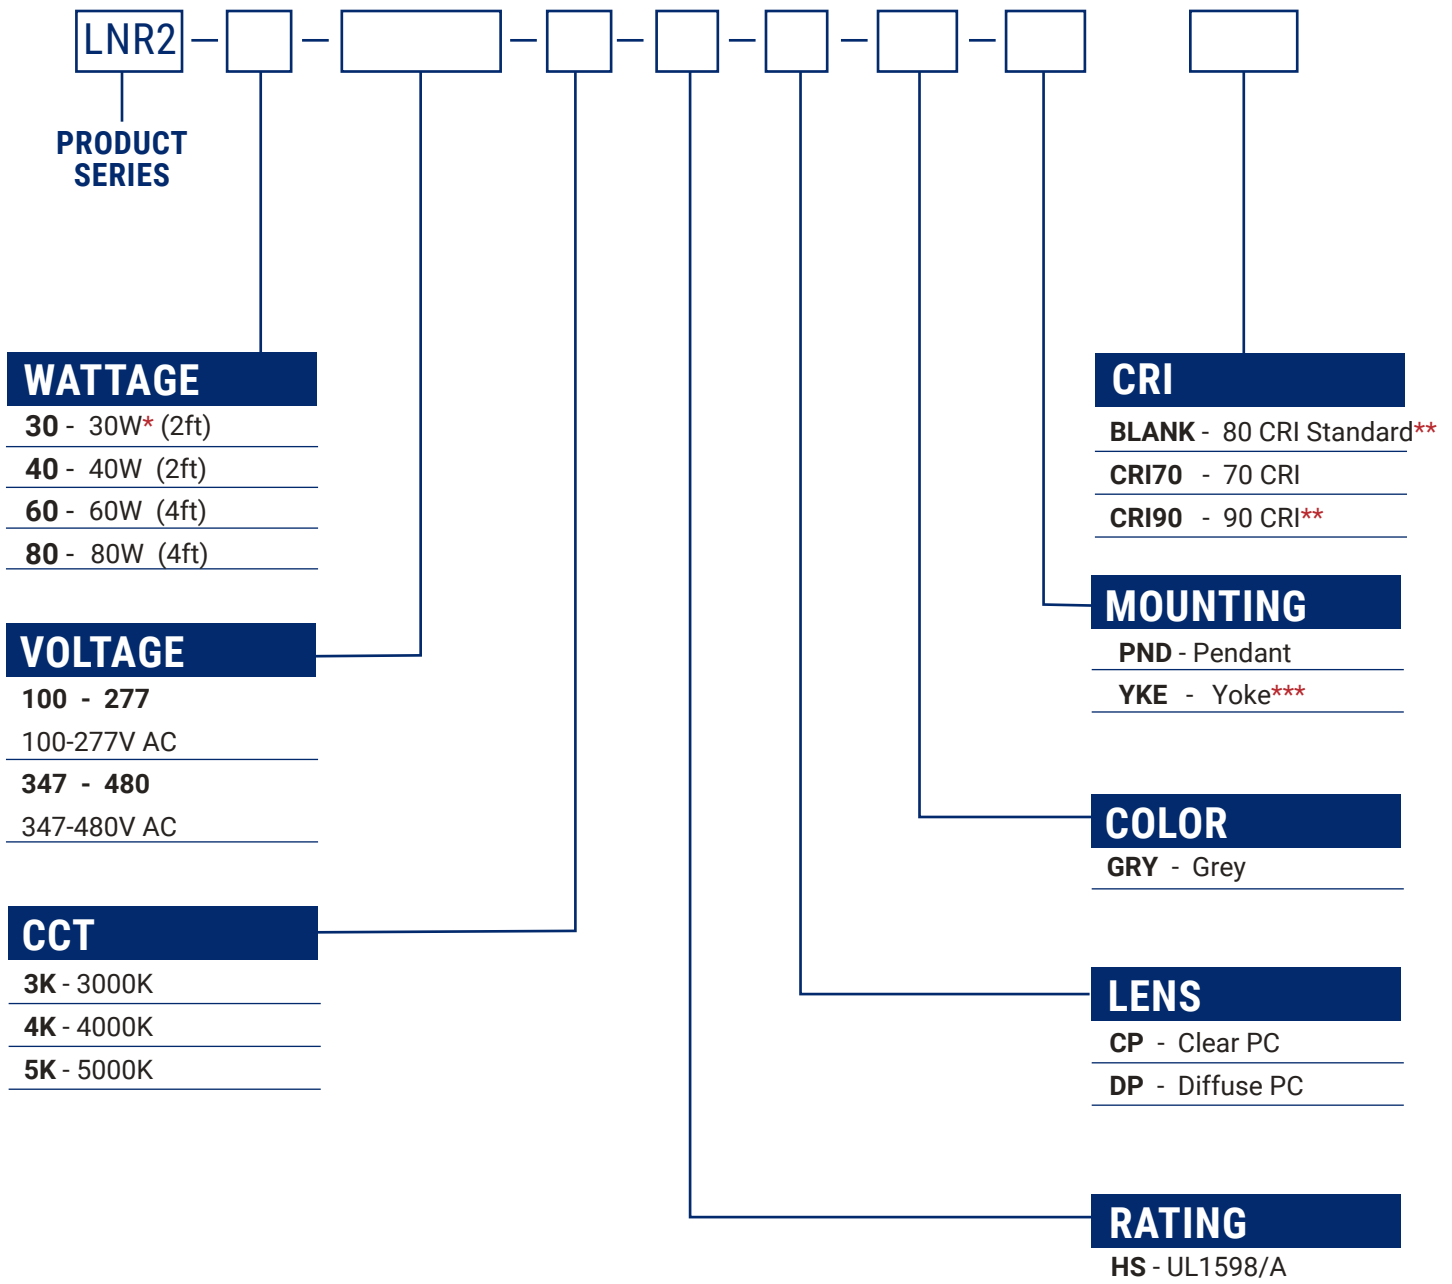 LNR2
PRODUCT
SERIES
WATTAGE
30 - 30W* (2ft)
40 - 40W (2ft)
60 - 60W (4ft)
80 - 80W (4ft)
VOLTAGE
100 - 277
100-277V AC
347 - 480
347-480V AC
CCT
3K - 3000K
4K - 4000K
5K - 5000K
CRI
BLANK - 80 CRI Standard**
CRI70 - 70 CRI
CRI90 - 90 CRI**
MOUNTING
PND - Pendant
YKE - Yoke***
COLOR
GRY - Grey
LENS
CP - Clear PC
DP - Diffuse PC
RATING
HS - UL1598/A